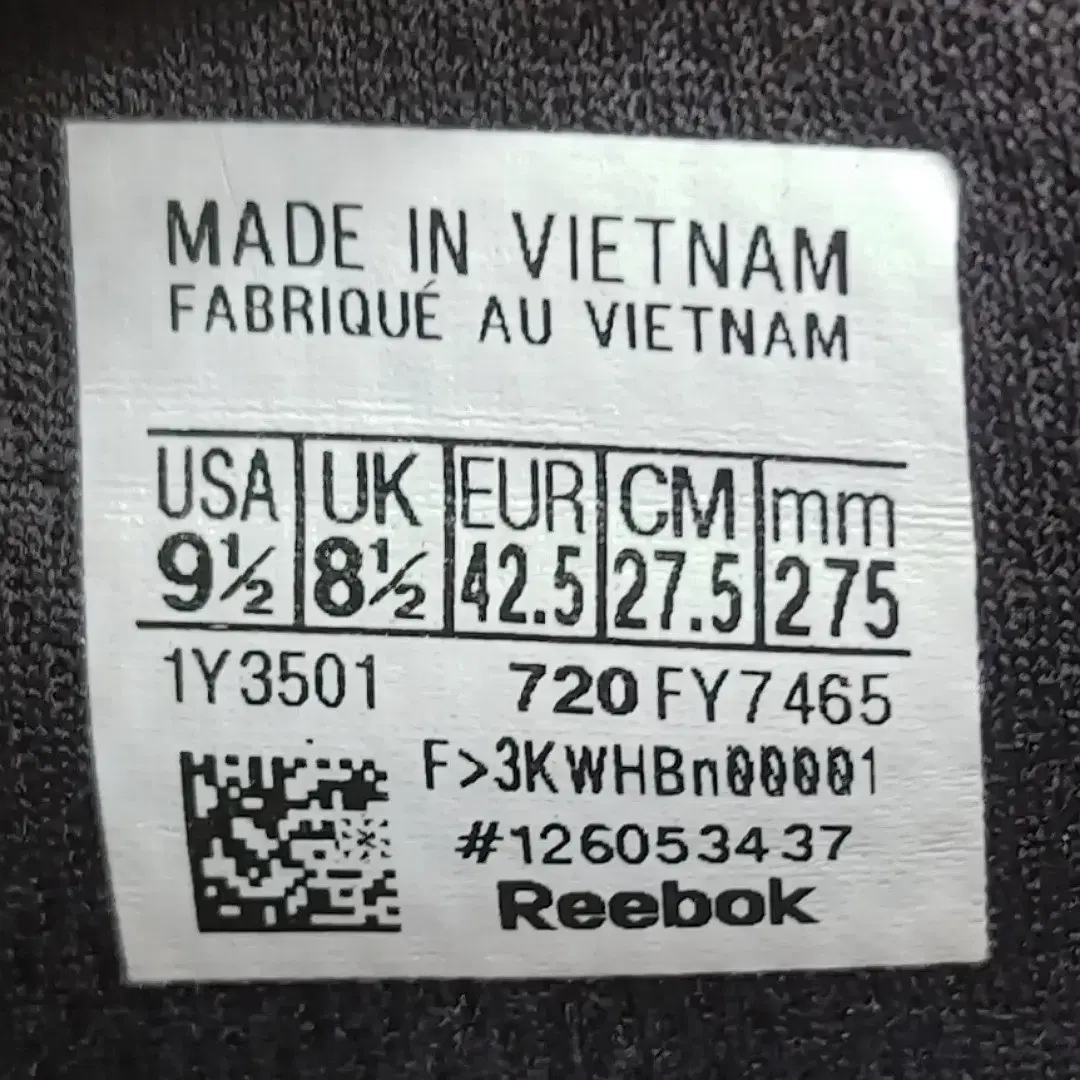 MADE IN VIETNAM
FABRIQUÉ AU VIETNAM
USA UK EUR CM mm
9½ 8½ 42.5 27.5 275
1Y3501 720 FY7465
F>3KWHBn00001
#126053437
Reebok